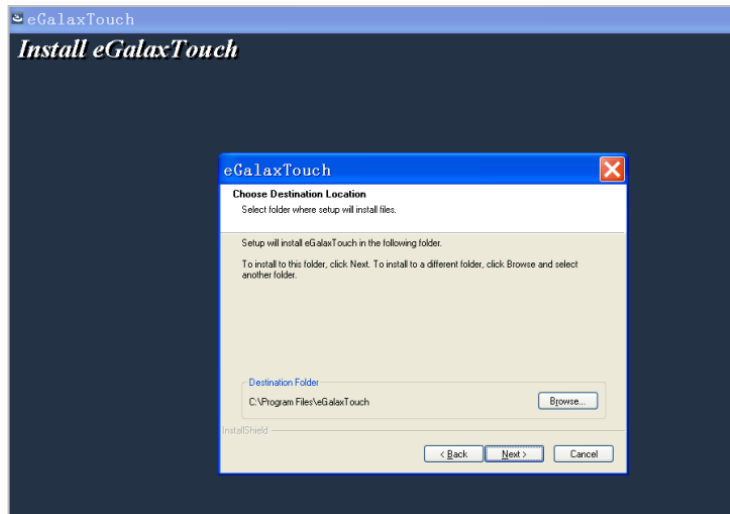 eGalaxTouch
Install eGalaxTouch
eGalaxTouch
Choose Destination Location
Select folder where setup will install files.
Setup will install eGalaxTouch in the following folder.
To install to this folder, click Next. To install to a different folder, click Browse and select
another folder.
Destination Folder
C:\Program Files\eGalaxTouch
Browse...
InstallShield
< Back
Next >
Cancel